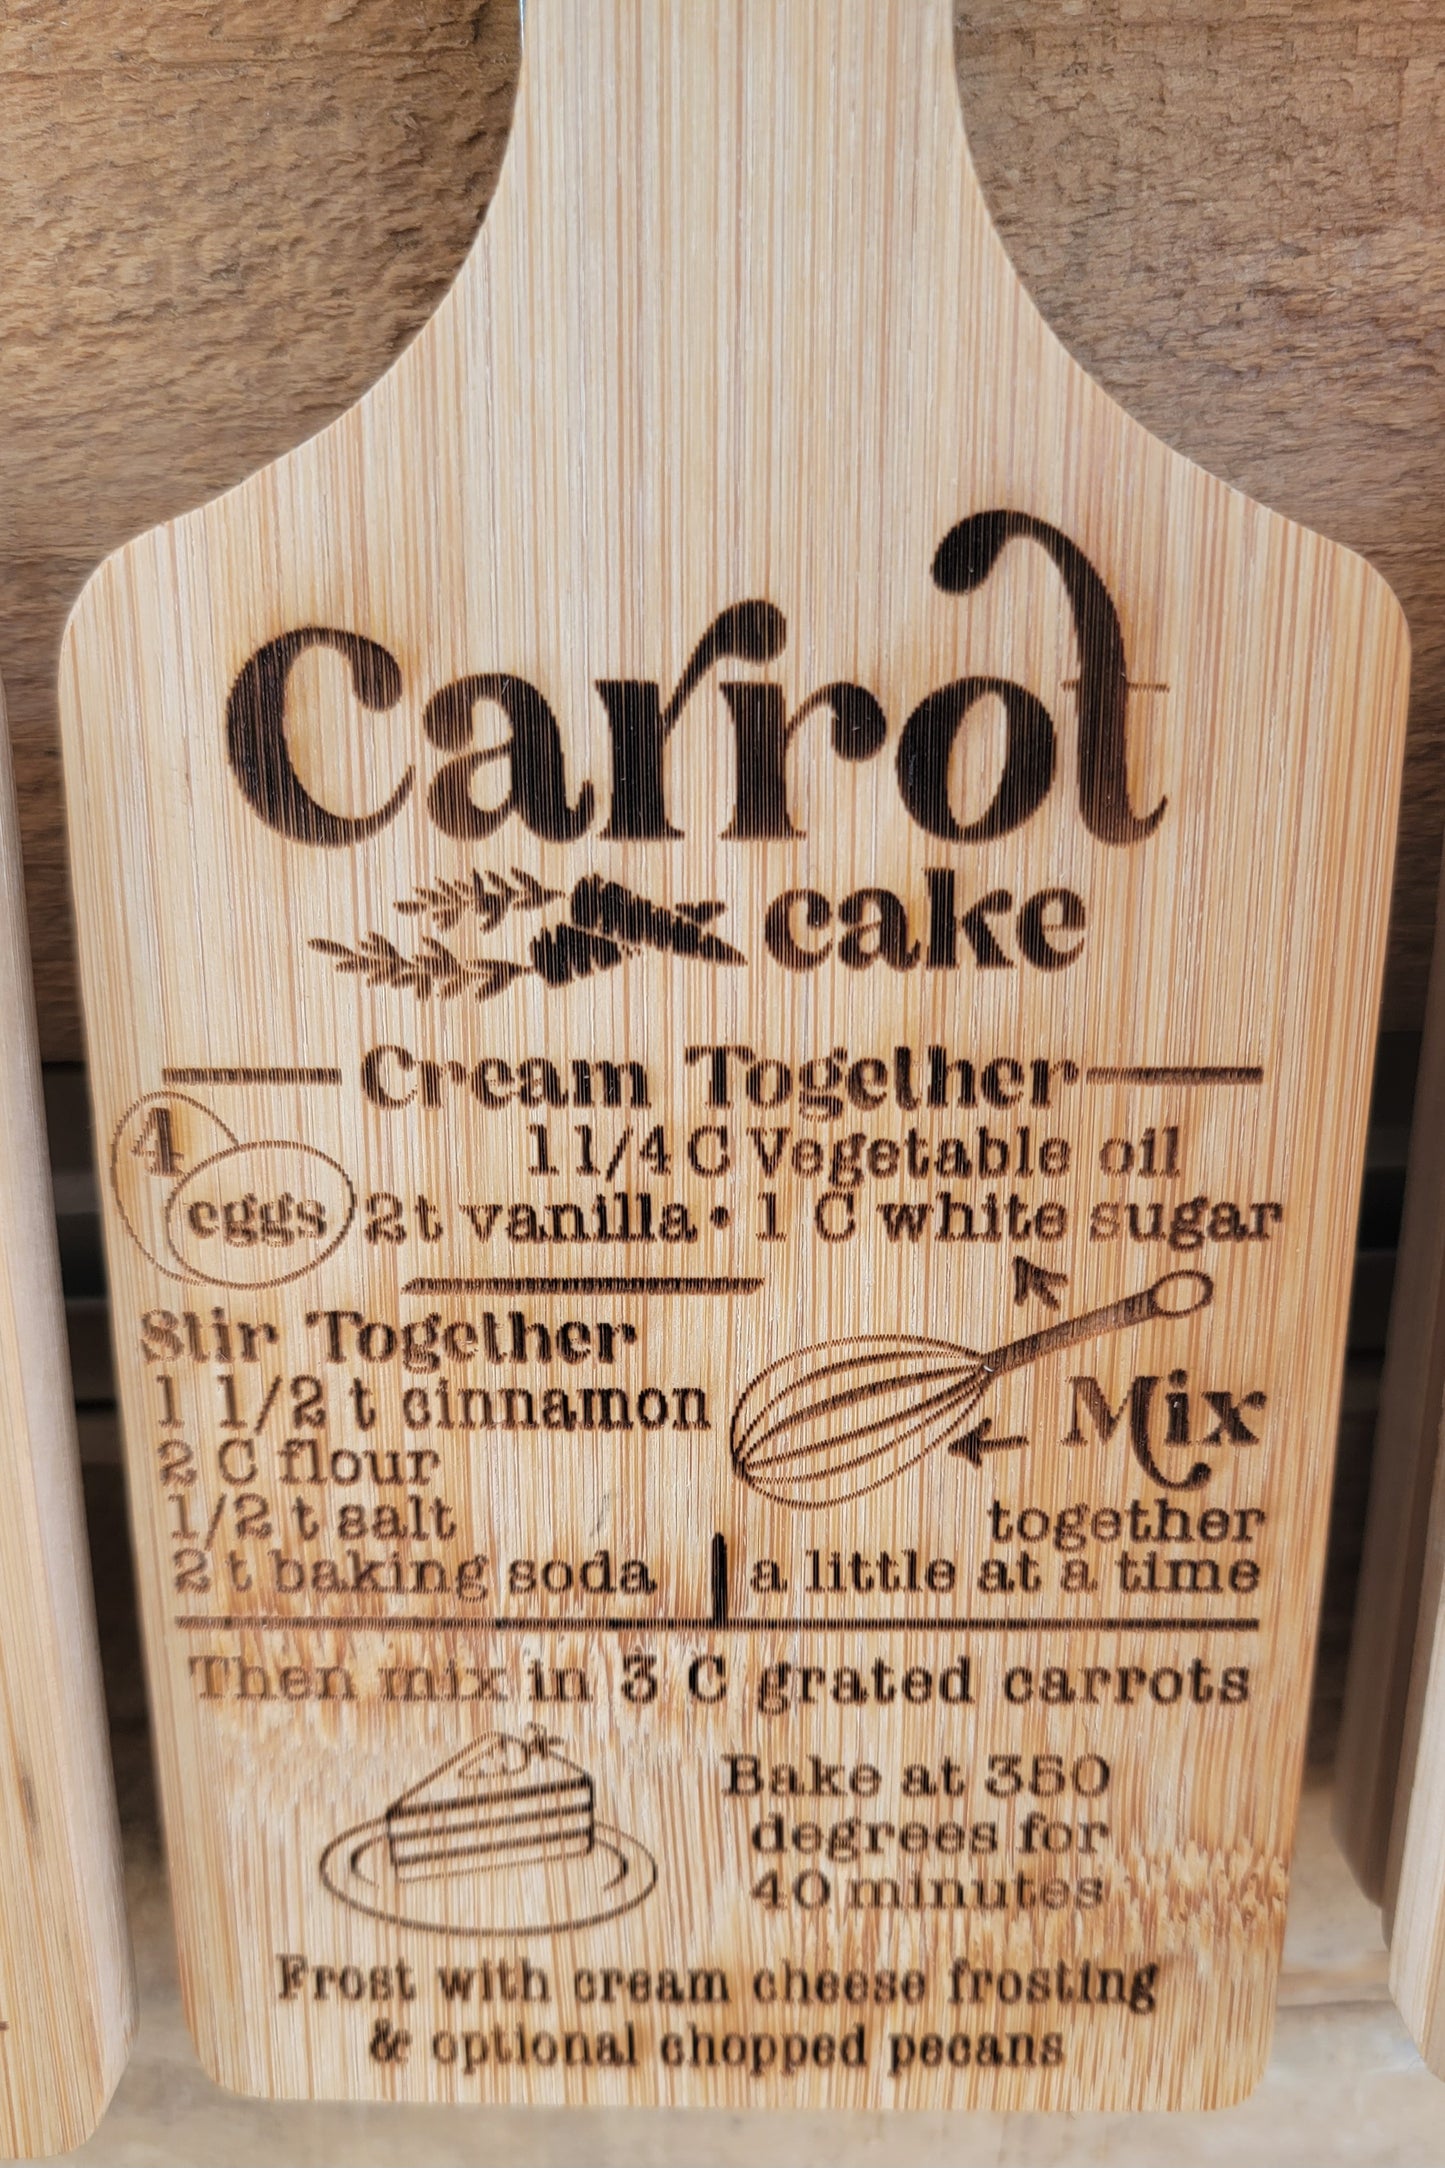 Carrot
cake
Cream Together
4
eggs
1 1/4 C Vegetable oil
2 t vanilla • 1 C white sugar
Stir Together
1 1/2 t cinnamon
2 C flour
1/2 t salt
2 t baking soda
Mix
together
a little at a time
Then mix in 3 C grated carrots
Bake at 350
degrees for
40 minutes
Frost with cream cheese frosting
& optional chopped pecans